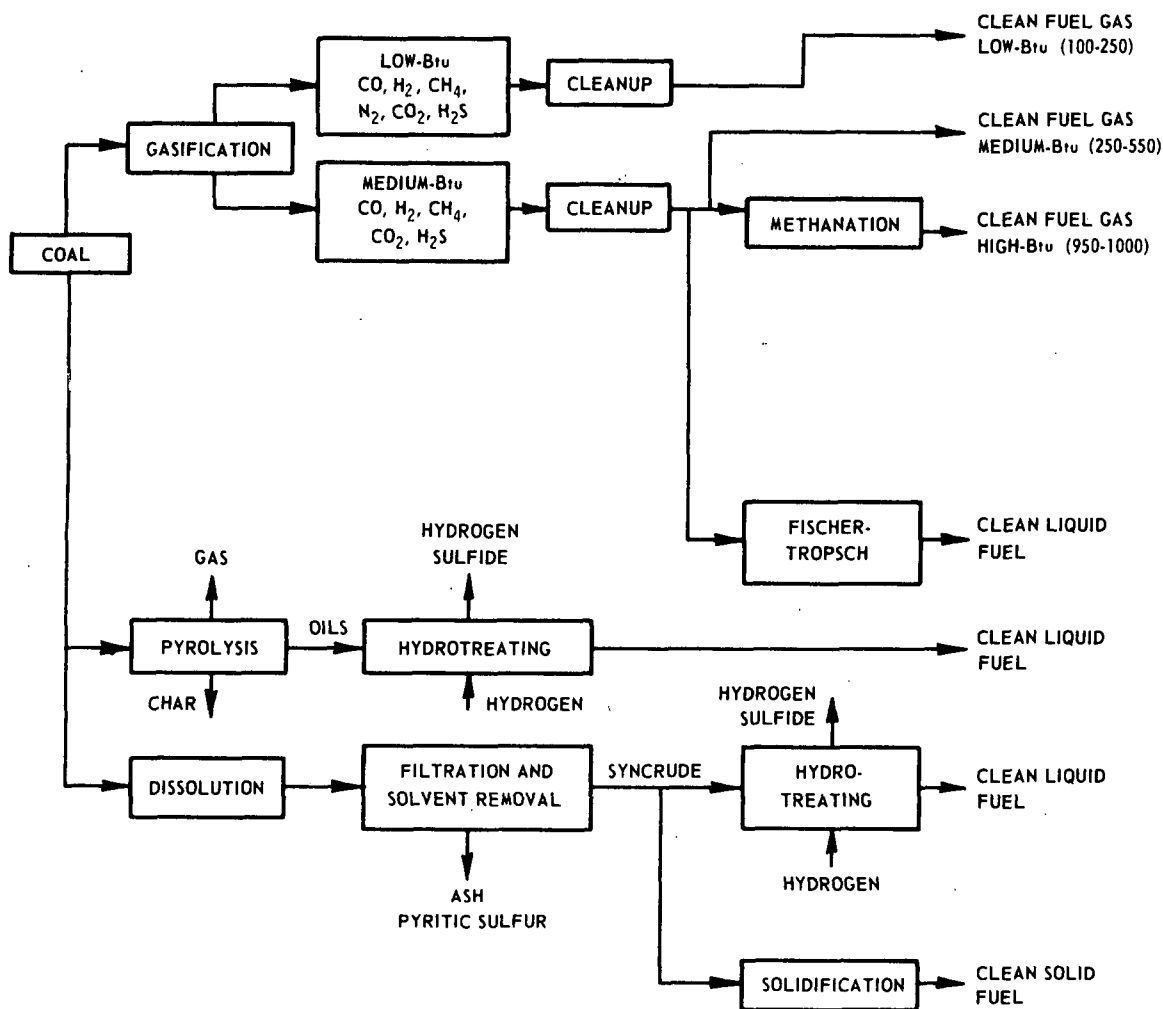 CLEAN FUEL GAS
LOW-Btu (100-250)
LOW-Btu
CO, H2, CH4,
N2, CO2, H2S
CLEANUP
CLEAN FUEL GAS
MEDIUM-Btu (250-550)
GASIFICATION
MEDIUM-Btu
CO, H2, CH4,
CO2, H2S
CLEANUP
METHANATION
CLEAN FUEL GAS
HIGH-Btu (950-1000)
COAL
FISCHER-
TROPSCH
CLEAN LIQUID
FUEL
GAS
HYDROGEN
SULFIDE
PYROLYSIS
OILS
HYDROTREATING
CLEAN LIQUID
FUEL
CHAR
HYDROGEN
HYDROGEN
SULFIDE
DISSOLUTION
FILTRATION AND
SOLVENT REMOVAL
SYNCRUDE
HYDRO-
TREATING
CLEAN LIQUID
FUEL
HYDROGEN
ASH
PYRITIC SULFUR
SOLIDIFICATION
CLEAN SOLID
FUEL